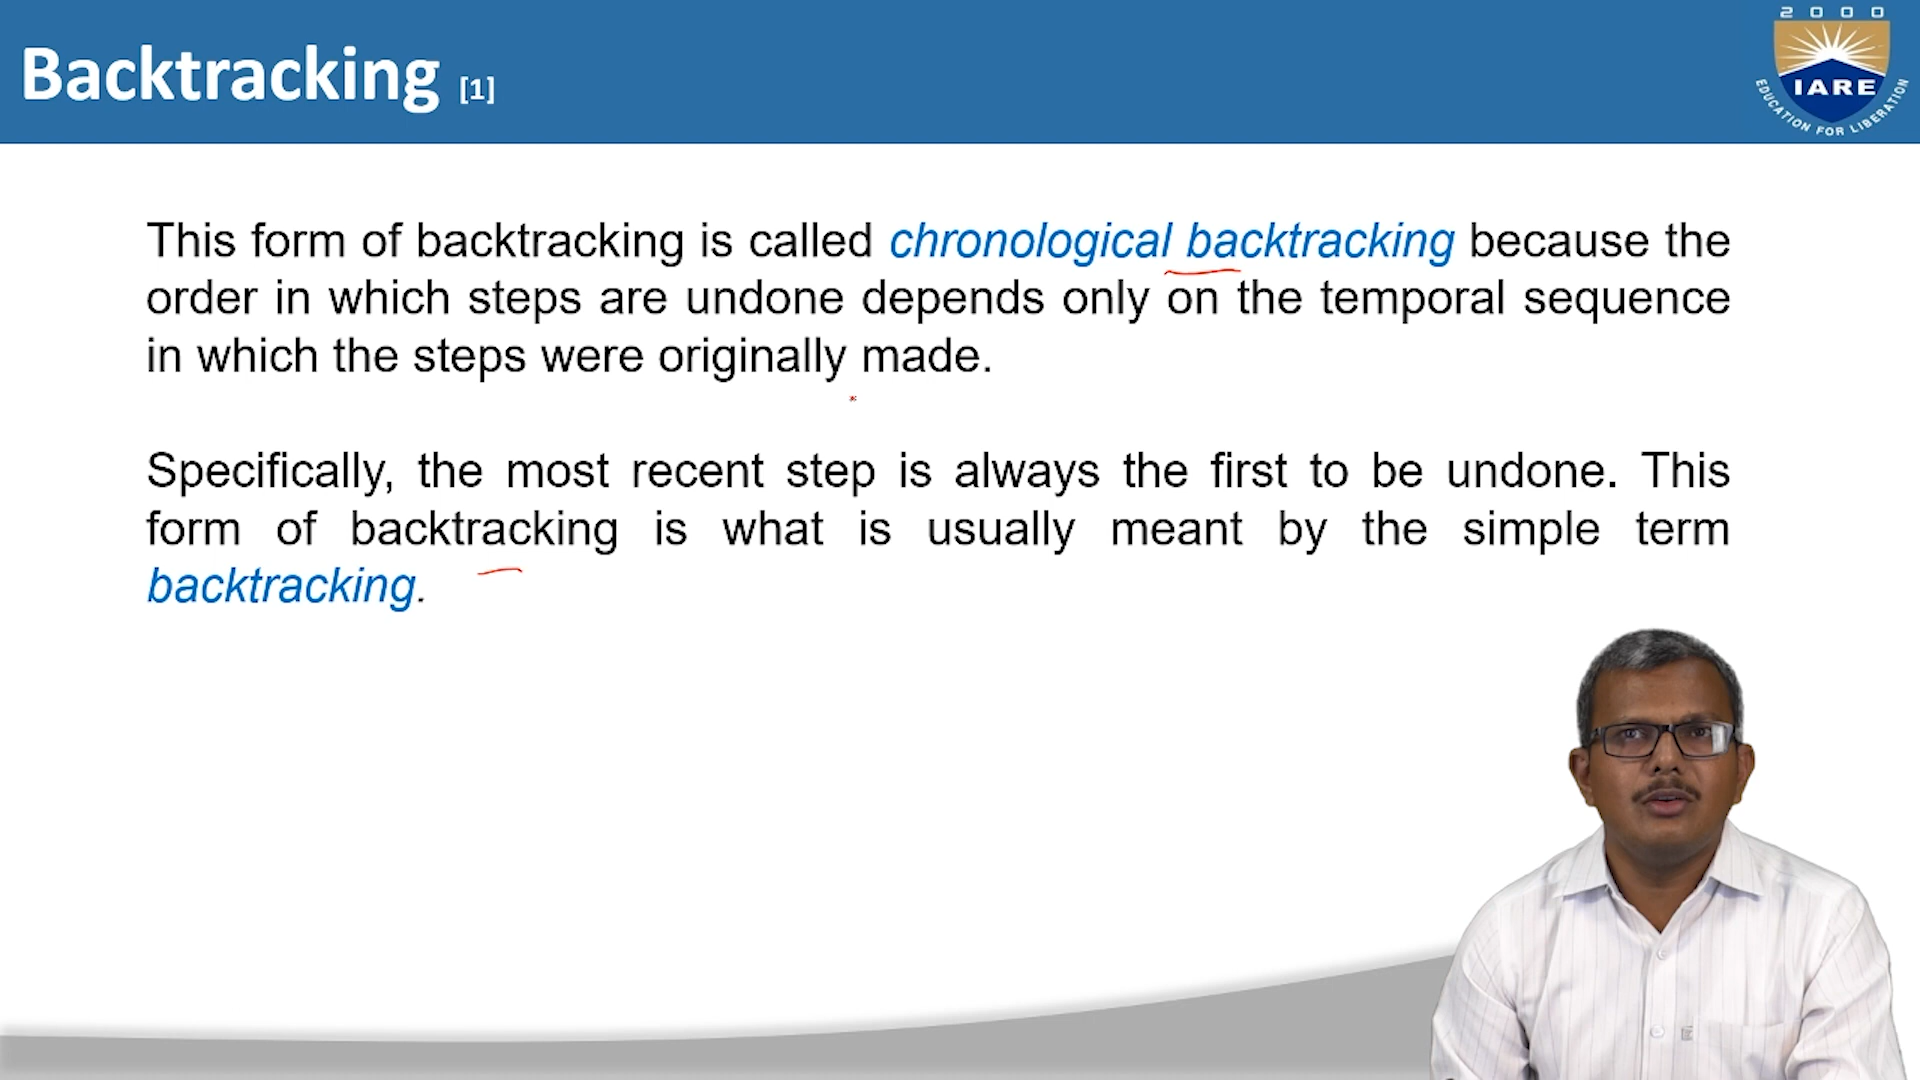 Backtracking [1]
2000
IARE
EDUCATION FOR LIBERATION
This form of backtracking is called chronological backtracking because the
order in which steps are undone depends only on the temporal sequence
in which the steps were originally made.
Specifically, the most recent step is always the first to be undone. This
form of backtracking is what is usually meant by the simple term
backtracking.